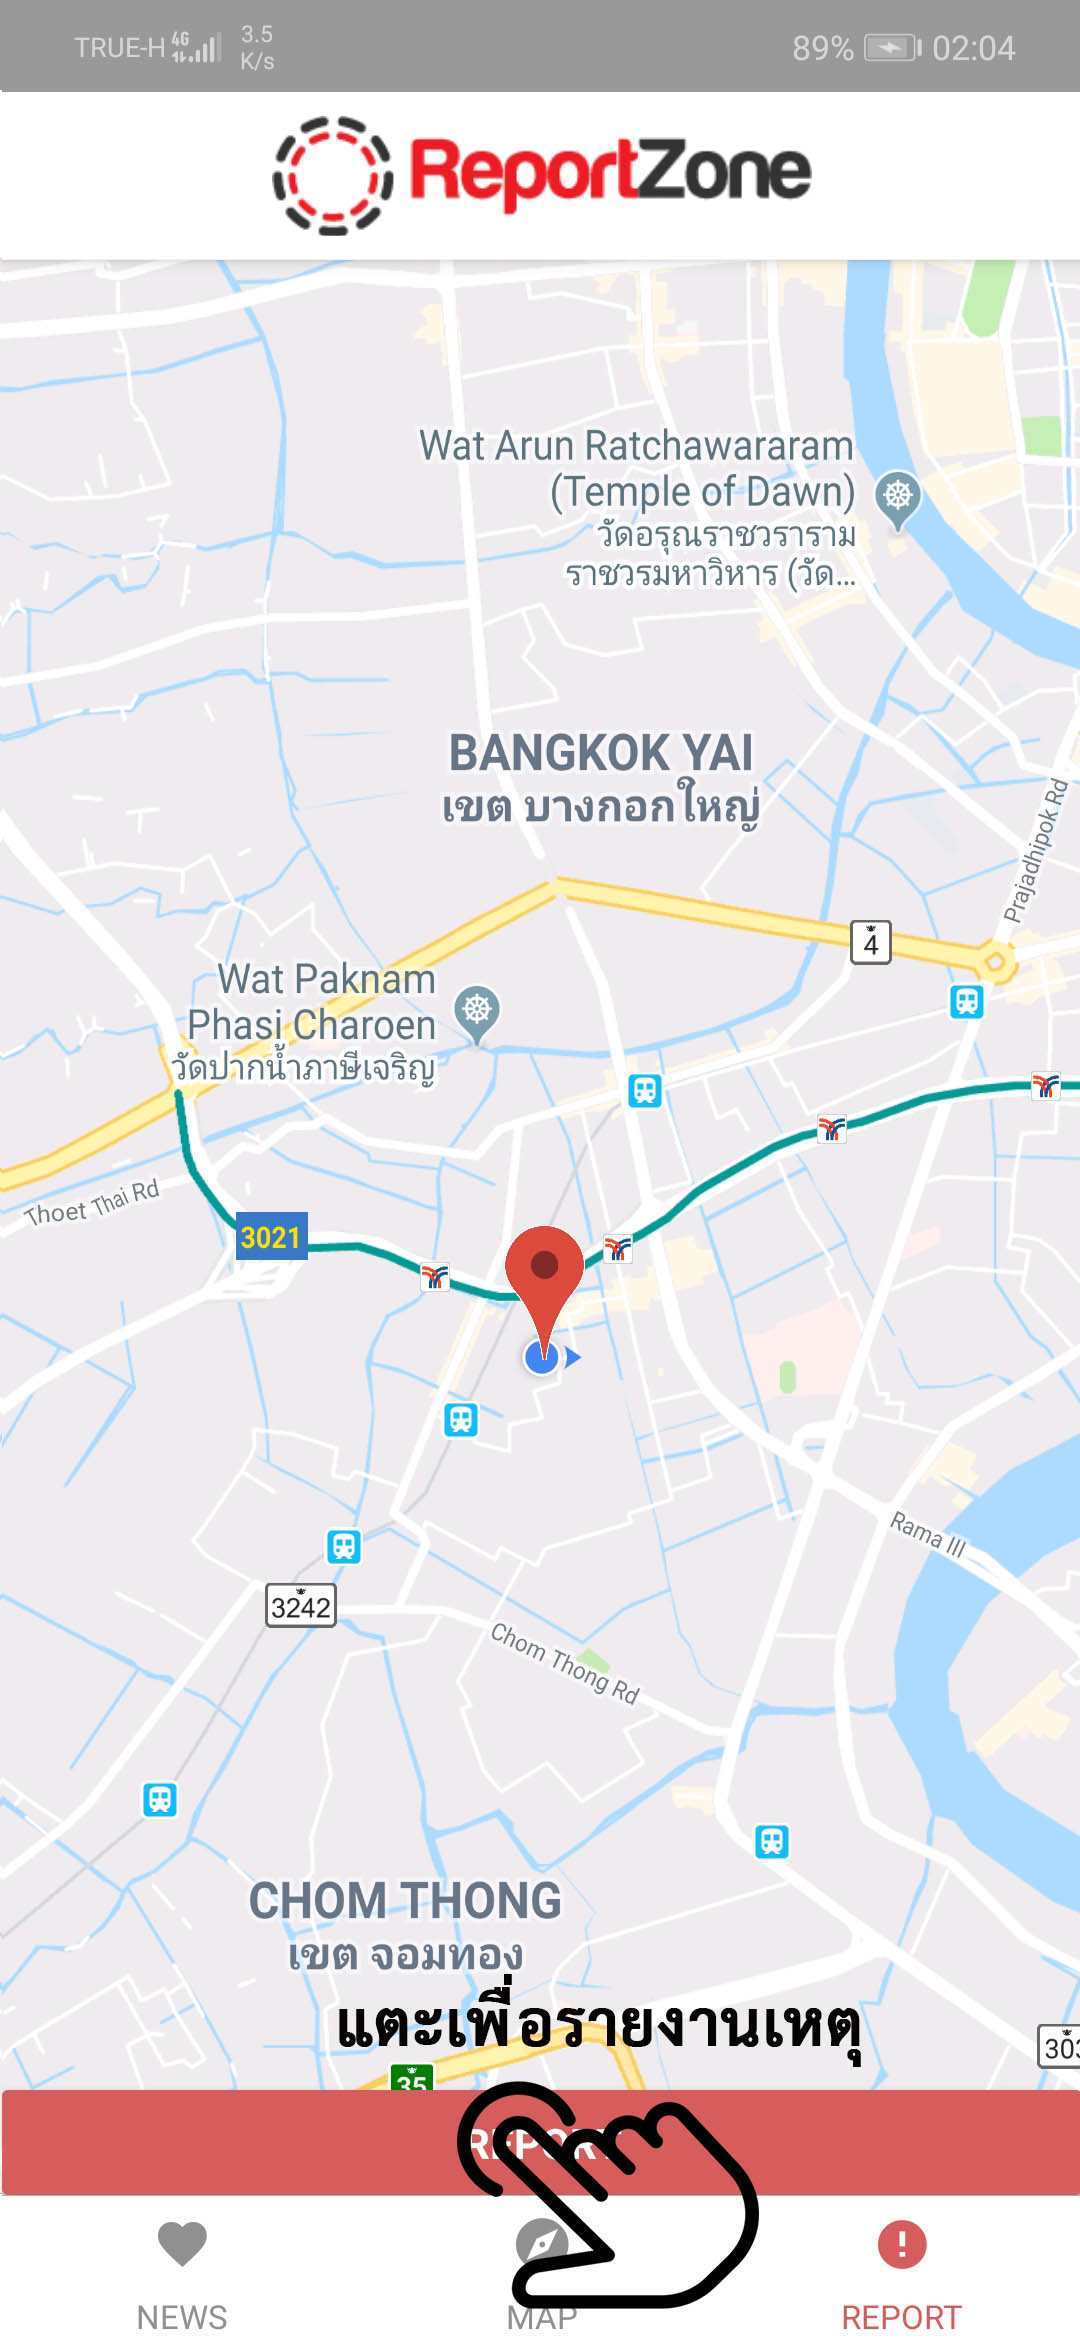 TRUE-H 4G 3.5 K/s 89% 02:04
ReportZone
Wat Arun Ratchawararam
(Temple of Dawn)
วัดอรุณราชวราราม
ราชวรมหาวิหาร (วัด...
BANGKOK YAI
เขต บางกอกใหญ่
Prajadhipok Rd
4
Wat Paknam
Phasi Charoen
วัดปากน้ำภาษีเจริญ
Thoet Thai Rd
3021
Rama III
3242
Chom Thong Rd
CHOM THONG
เขต จอมทอง
แตะเพื่อรายงานเหตุ
303
35
REPORT
NEWS
MAP
REPORT